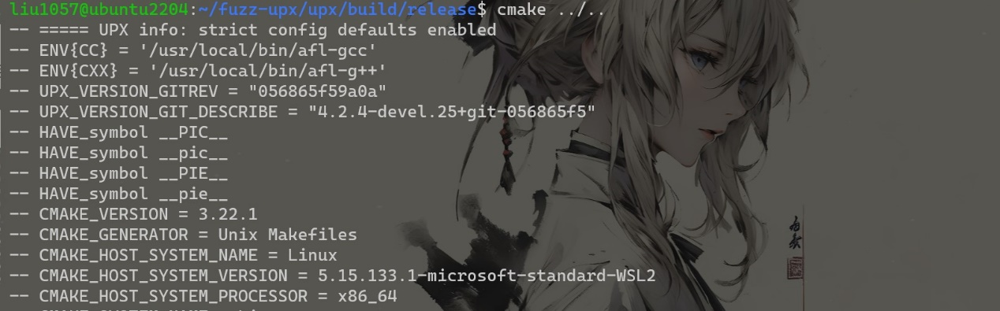 liu1057@ubuntu2204:~/fuzz-upx/upx/build/release$ cmake ../..
-- ===== UPX info: strict config defaults enabled
-- ENV{CC} = '/usr/local/bin/afl-gcc'
-- ENV{CXX} = '/usr/local/bin/afl-g++'
-- UPX_VERSION_GITREV = "056865f59a0a"
-- UPX_VERSION_GIT_DESCRIBE = "4.2.4-devel.25+git-056865f5"
-- HAVE_symbol __PIC__
-- HAVE_symbol __pic__
-- HAVE_symbol __PIE__
-- HAVE_symbol __pie__
-- CMAKE_VERSION = 3.22.1
-- CMAKE_GENERATOR = Unix Makefiles
-- CMAKE_HOST_SYSTEM_NAME = Linux
-- CMAKE_HOST_SYSTEM_VERSION = 5.15.133.1-microsoft-standard-WSL2
-- CMAKE_HOST_SYSTEM_PROCESSOR = x86_64